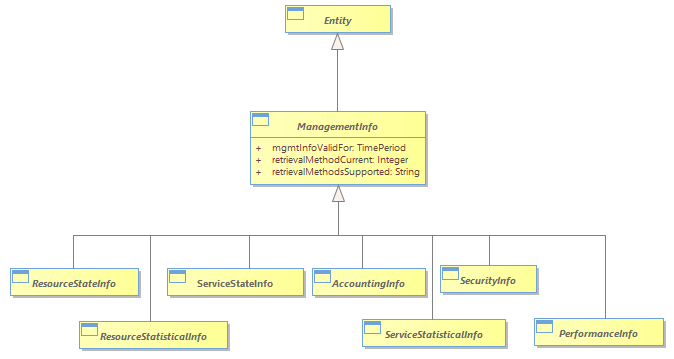 Entity
ManagementInfo
+ mgmtInfoValidFor: TimePeriod
+ retrievalMethodCurrent: Integer
+ retrievalMethodsSupported: String
ResourceStateInfo
ServiceStateInfo
AccountingInfo
SecurityInfo
ResourceStatisticalInfo
ServiceStatisticalInfo
PerformanceInfo